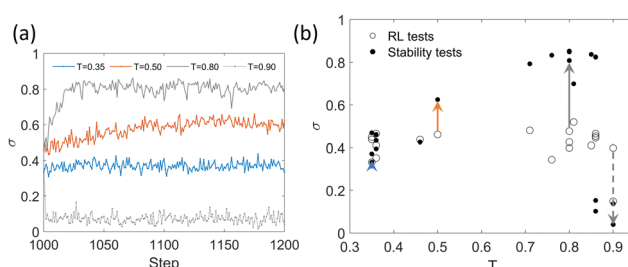 (a)
T=0.35 T=0.50 T=0.80 T=0.90
1
0.8
0.6
0.4
0.2
0
σ
1000 1050 1100 1150 1200
Step
(b)
RL tests
Stability tests
1
0.8
0.6
0.4
0.2
0
σ
0.3 0.4 0.5 0.6 0.7 0.8 0.9
T